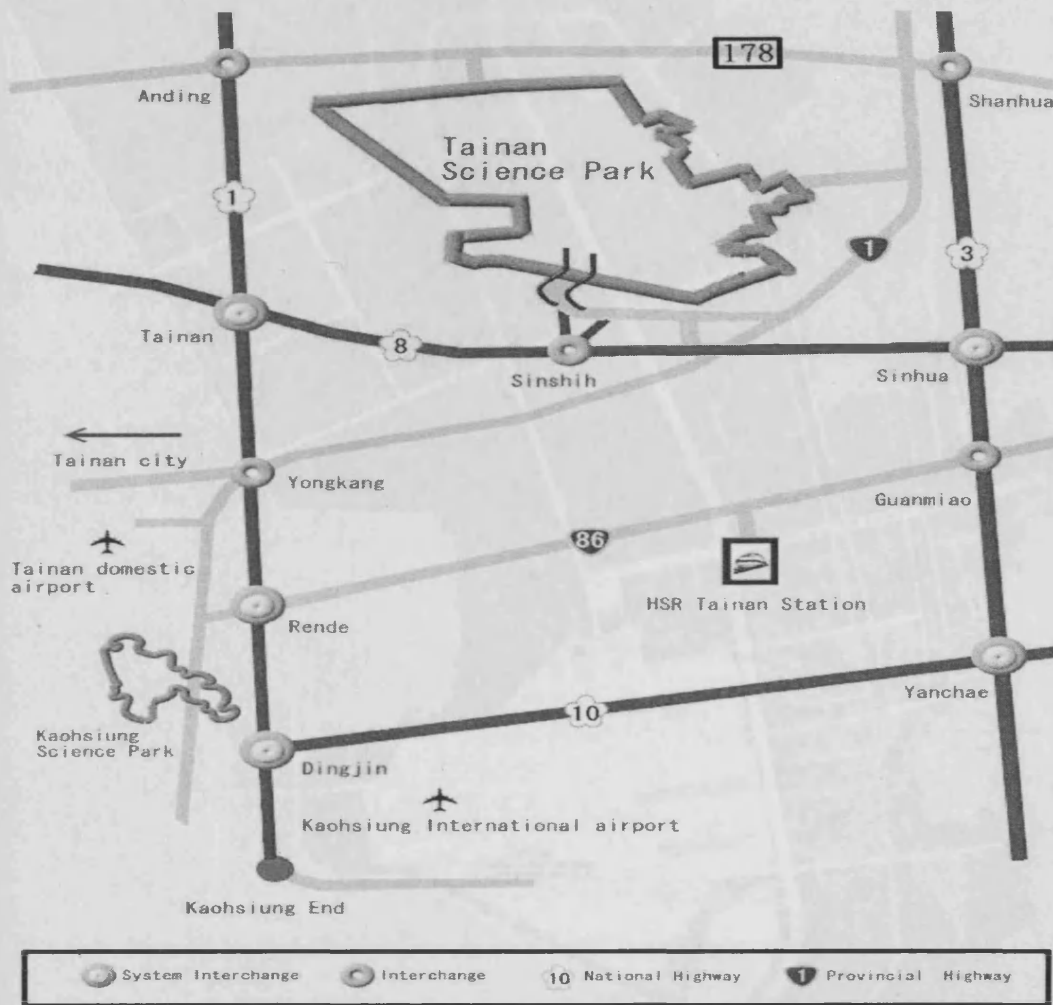 178
Anding
Shanhua
Tainan
Science Park
1
1
3
Tainan
8
Sinshih
Sinhua
Tainan city
Yongkang
Guanmiao
86
Tainan domestic
airport
HSR Tainan Station
Rende
Yanchae
10
Kaohsiung
Science Park
Dingjin
Kaohsiung International airport
Kaohsiung End
System Interchange
Interchange
10 National Highway
1 Provincial Highway